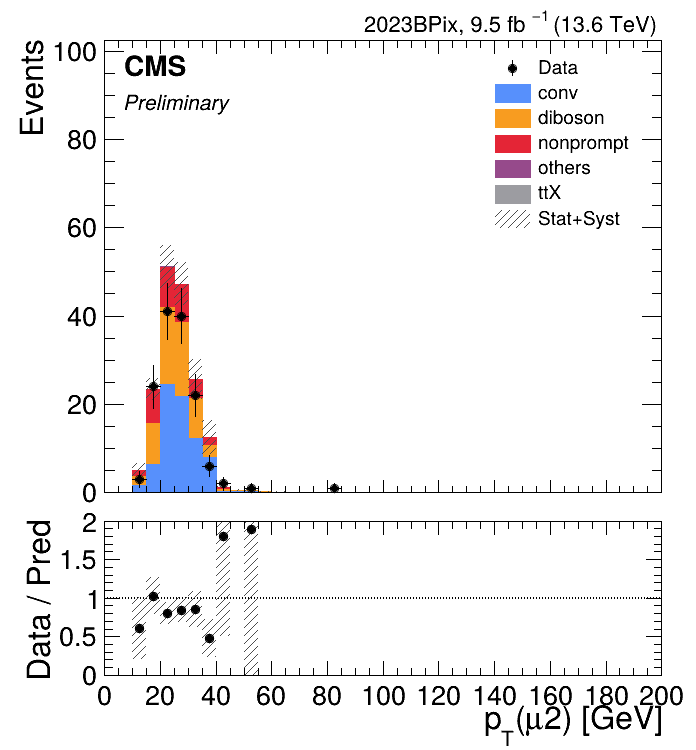 2023BPix, 9.5 fb⁻¹ (13.6 TeV)
CMS
Preliminary
Events
100
80
60
40
20
0
Data
conv
diboson
nonprompt
others
ttX
Stat+Syst
Data / Pred
2
1.5
1
0.5
0
0 20 40 60 80 100 120 140 160 180 200
p_T(μ2) [GeV]